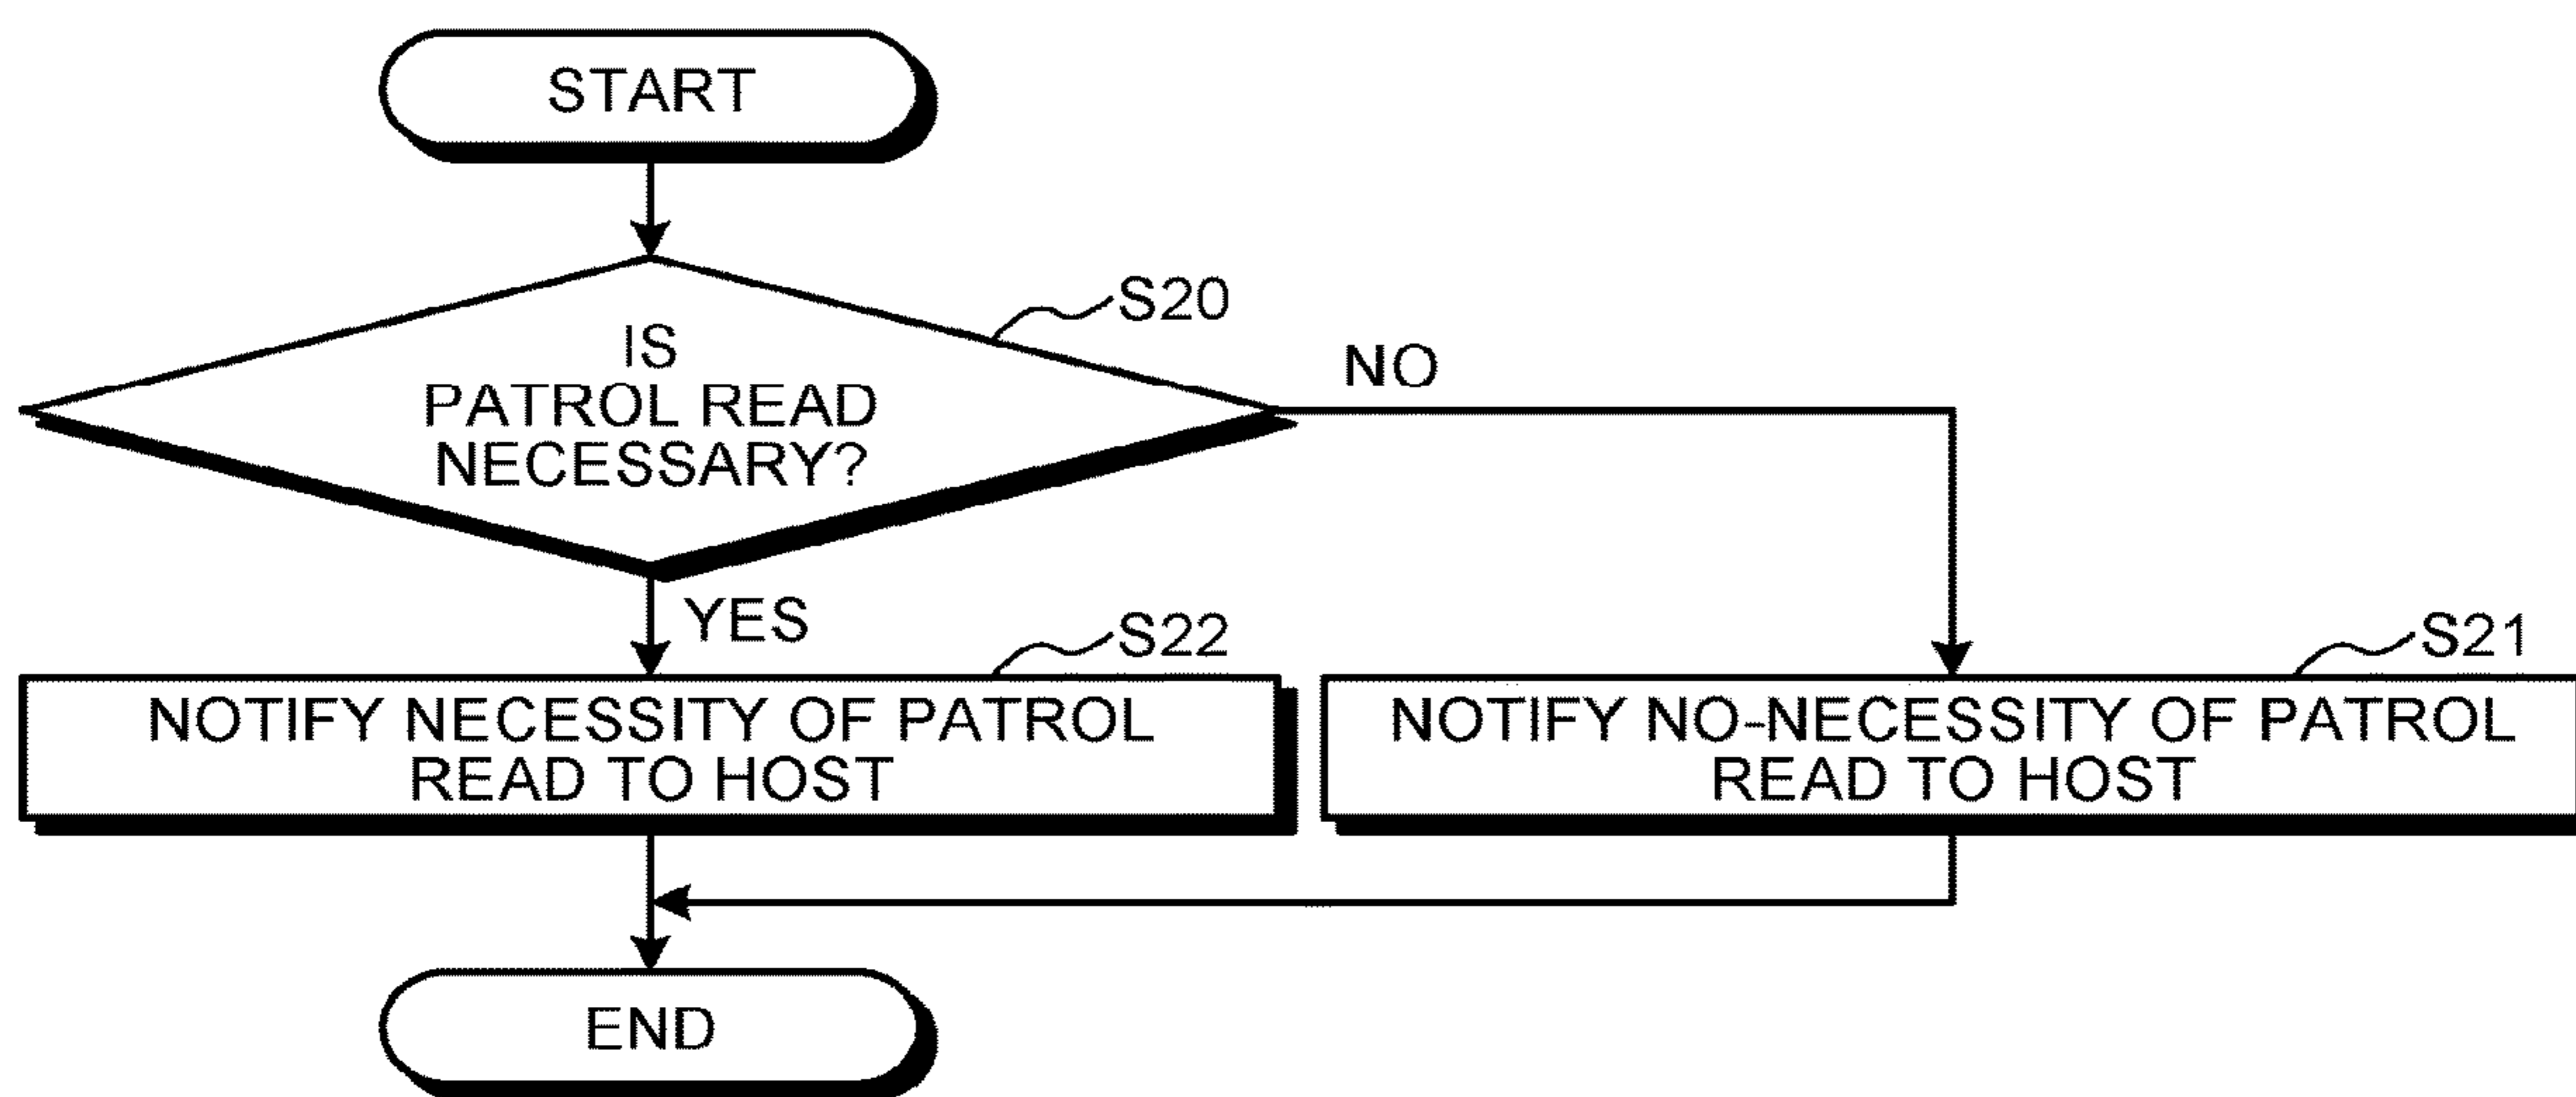 START
S20
IS
PATROL READ
NECESSARY?
NO
YES
S22
S21
NOTIFY NECESSITY OF PATROL
READ TO HOST
NOTIFY NO-NECESSITY OF PATROL
READ TO HOST
END